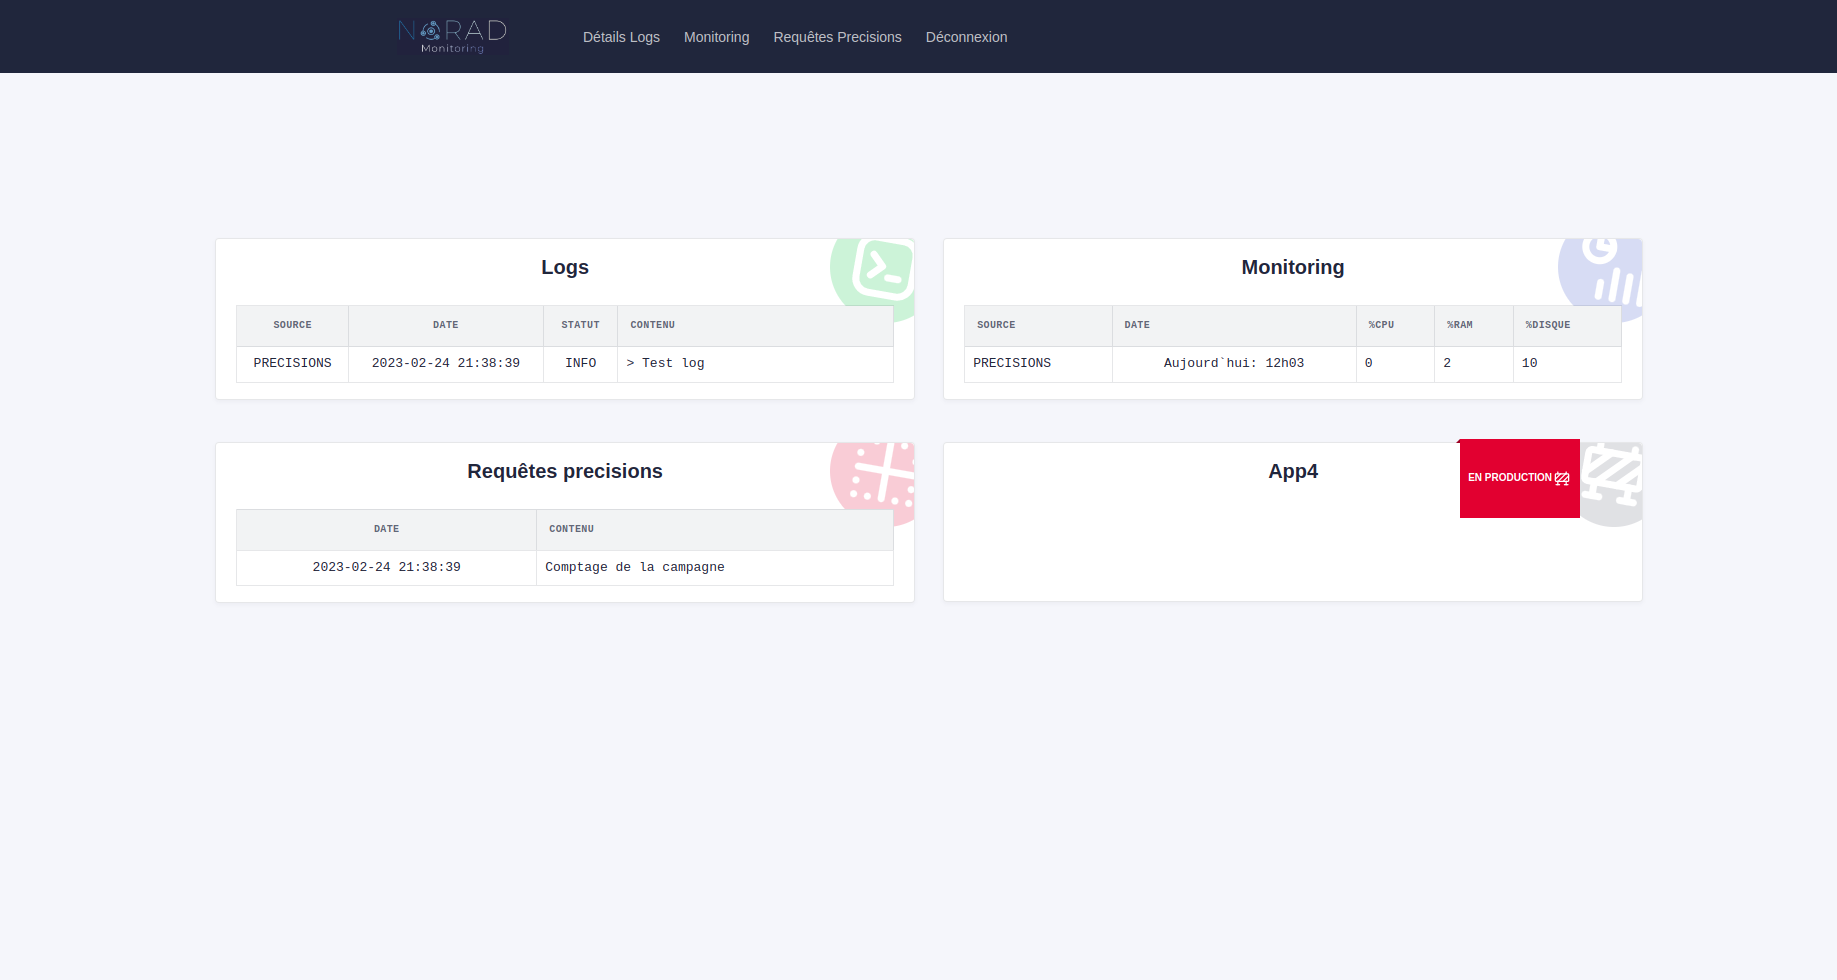 NORAD
Monitoring
Détails Logs Monitoring Requêtes Precisions Déconnexion
Logs
SOURCE DATE STATUT CONTENU
PRECISIONS 2023-02-24 21:38:39 INFO > Test log
Monitoring
SOURCE DATE %CPU %RAM %DISQUE
PRECISIONS Aujourd`hui: 12h03 0 2 10
Requêtes precisions
DATE CONTENU
2023-02-24 21:38:39 Comptage de la campagne
App4
EN PRODUCTION